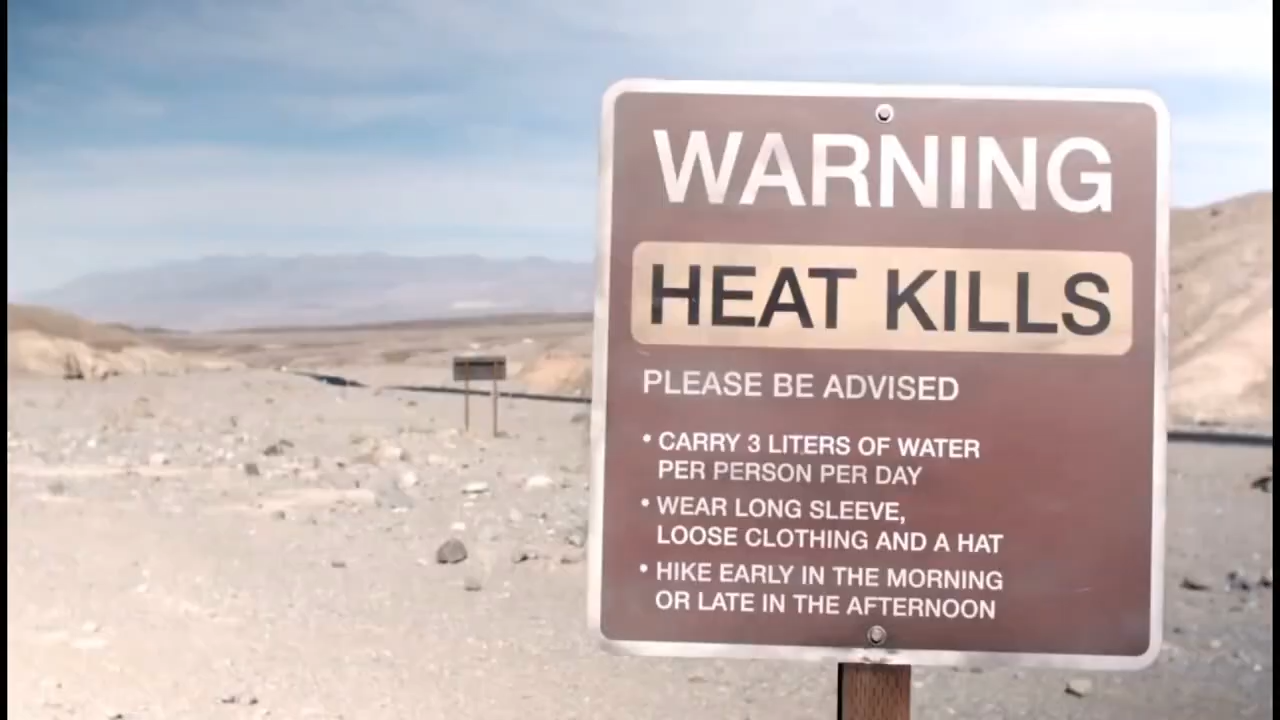 WARNING
HEAT KILLS
PLEASE BE ADVISED
• CARRY 3 LITERS OF WATER
PER PERSON PER DAY
• WEAR LONG SLEEVE,
LOOSE CLOTHING AND A HAT
• HIKE EARLY IN THE MORNING
OR LATE IN THE AFTERNOON